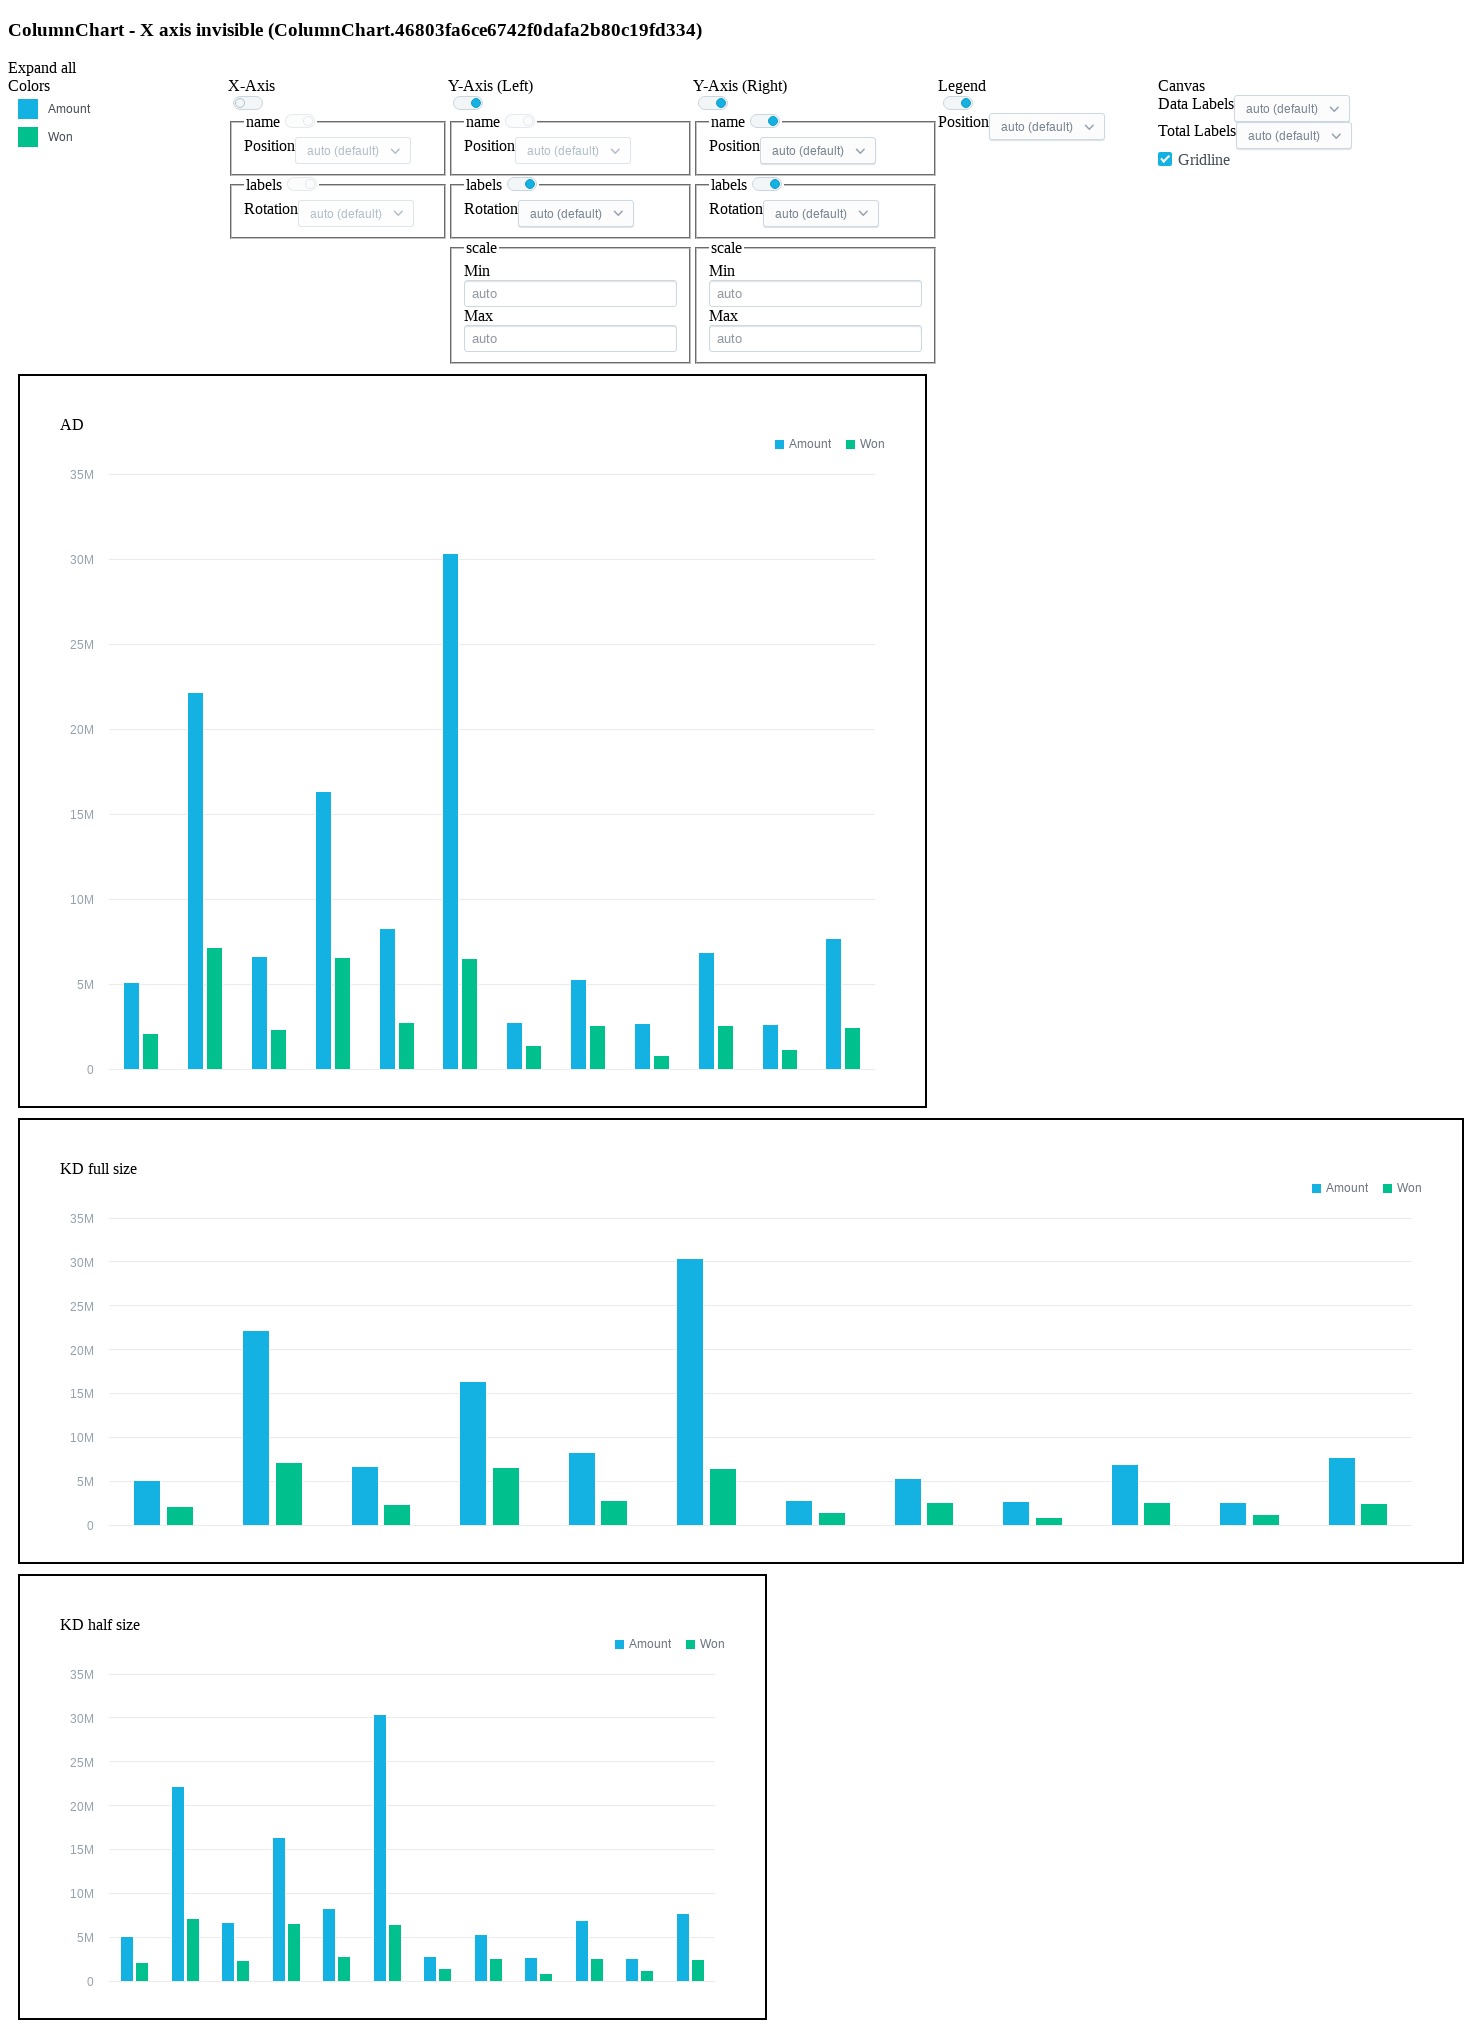 ColumnChart - X axis invisible (ColumnChart.46803fa6ce6742f0dafa2b80c19fd334)
Expand all
Colors
Amount
Won
X-Axis
name
Position auto (default)
labels
Rotation auto (default)
Y-Axis (Left)
name
Position auto (default)
labels
Rotation auto (default)
scale
Min
auto
Max
auto
Y-Axis (Right)
name
Position auto (default)
labels
Rotation auto (default)
scale
Min
auto
Max
auto
Legend
Position auto (default)
Canvas
Data Labels auto (default)
Total Labels auto (default)
Gridline
AD
Amount Won
35M
30M
25M
20M
15M
10M
5M
0
KD full size
Amount Won
35M
30M
25M
20M
15M
10M
5M
0
KD half size
Amount Won
35M
30M
25M
20M
15M
10M
5M
0